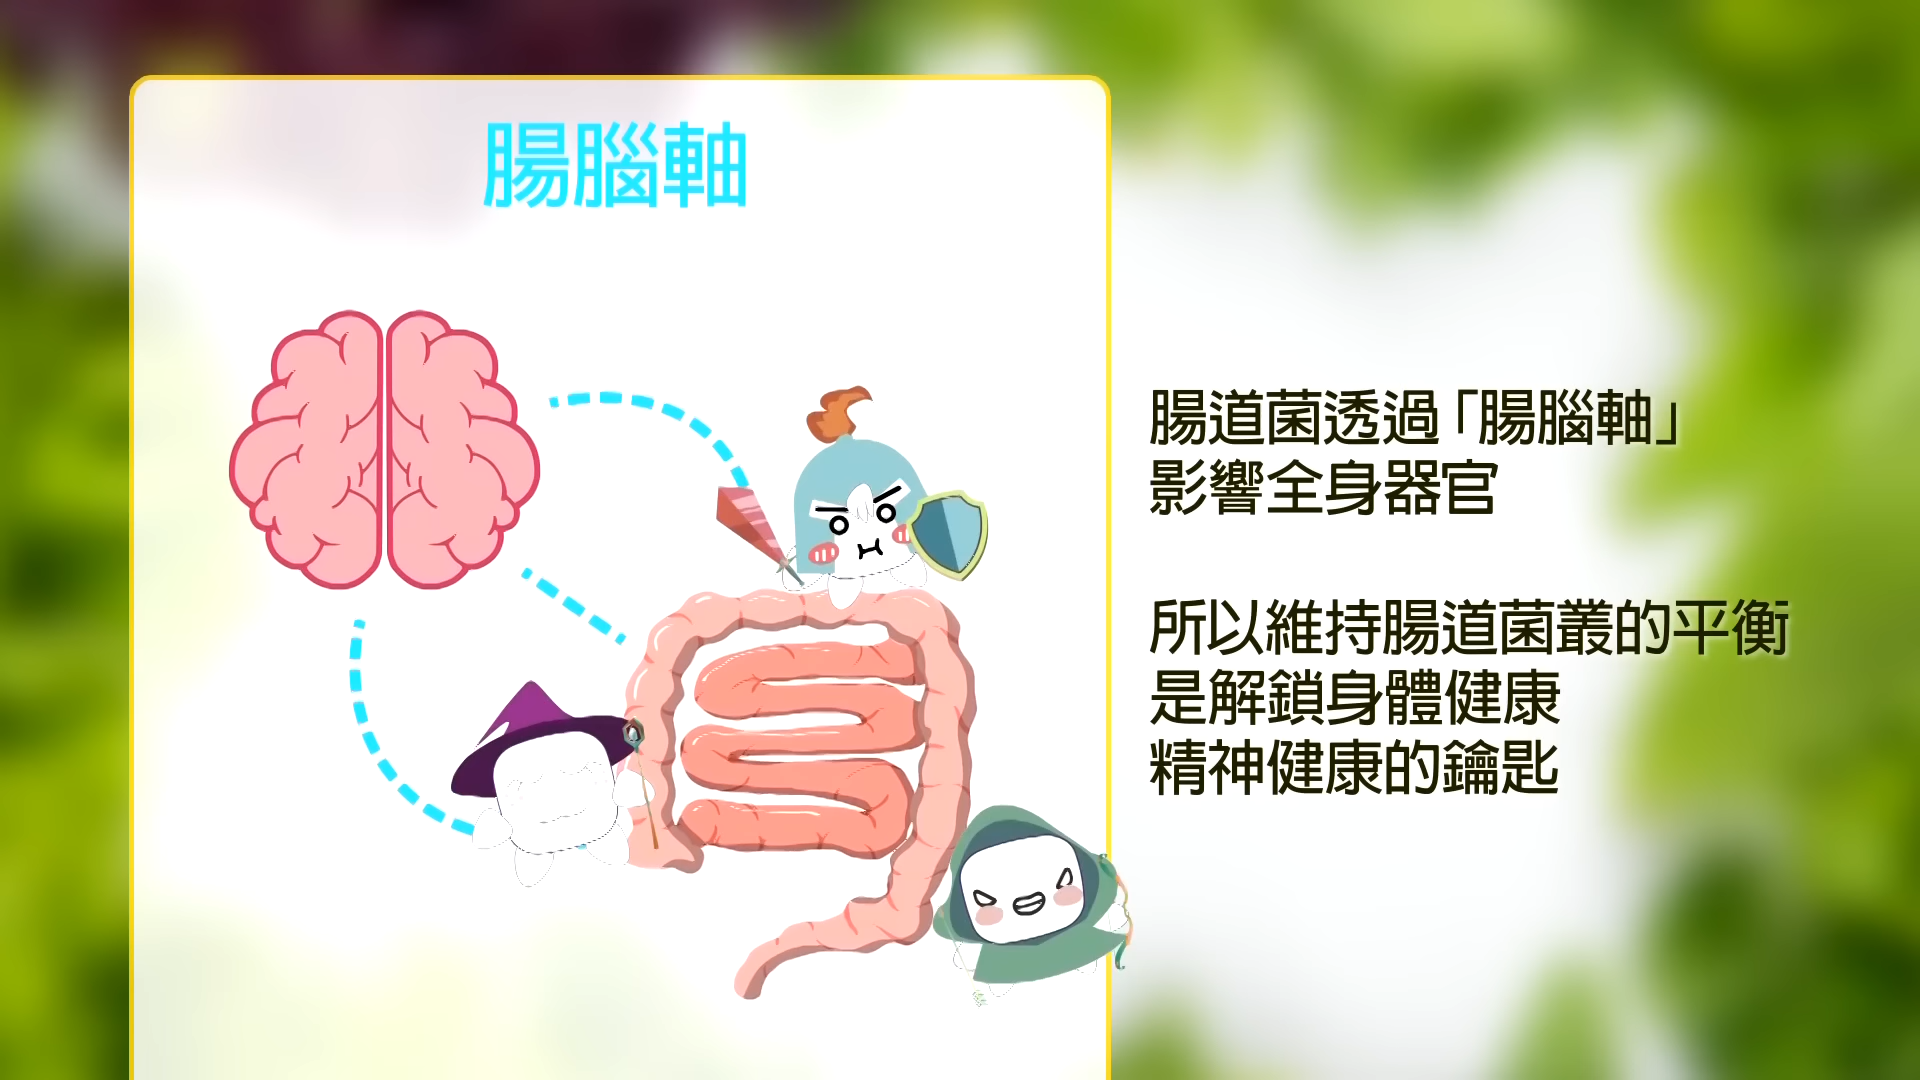 腸腦軸
腸道菌透過「腸腦軸」
影響全身器官
所以維持腸道菌叢的平衡
是解鎖身體健康
精神健康的鑰匙